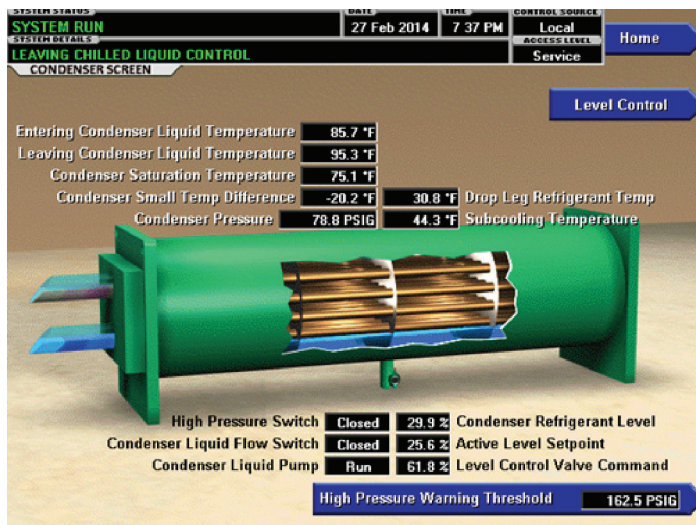 SYSTEM STATUS DATE TIME CONTROL SOURCE
SYSTEM RUN 27 Feb 2014 7 37 PM Local Home
SYSTEM DETAILS ACCESS LEVEL
LEAVING CHILLED LIQUID CONTROL Service
CONDENSER SCREEN
Level Control
Entering Condenser Liquid Temperature 85.7 °F
Leaving Condenser Liquid Temperature 95.3 °F
Condenser Saturation Temperature 75.1 °F
Condenser Small Temp Difference -20.2 °F 30.8 °F Drop Leg Refrigerant Temp
Condenser Pressure 78.8 PSIG 44.3 °F Subcooling Temperature
High Pressure Switch Closed 29.9 % Condenser Refrigerant Level
Condenser Liquid Flow Switch Closed 25.6 % Active Level Setpoint
Condenser Liquid Pump Run 61.8 % Level Control Valve Command
High Pressure Warning Threshold 162.5 PSIG